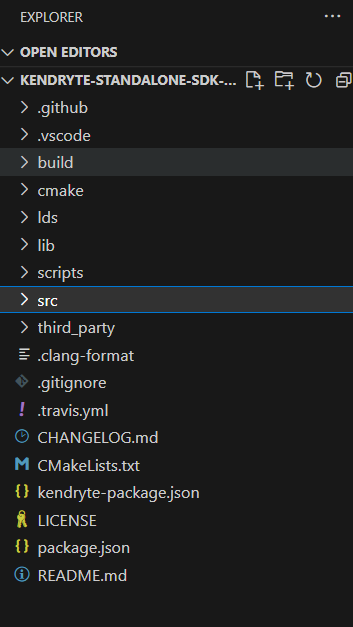 EXPLORER
OPEN EDITORS
KENDRYTE-STANDALONE-SDK-...
.github
.vscode
build
cmake
lds
lib
scripts
src
third_party
.clang-format
.gitignore
.travis.yml
CHANGELOG.md
CMakeLists.txt
kendryte-package.json
LICENSE
package.json
README.md